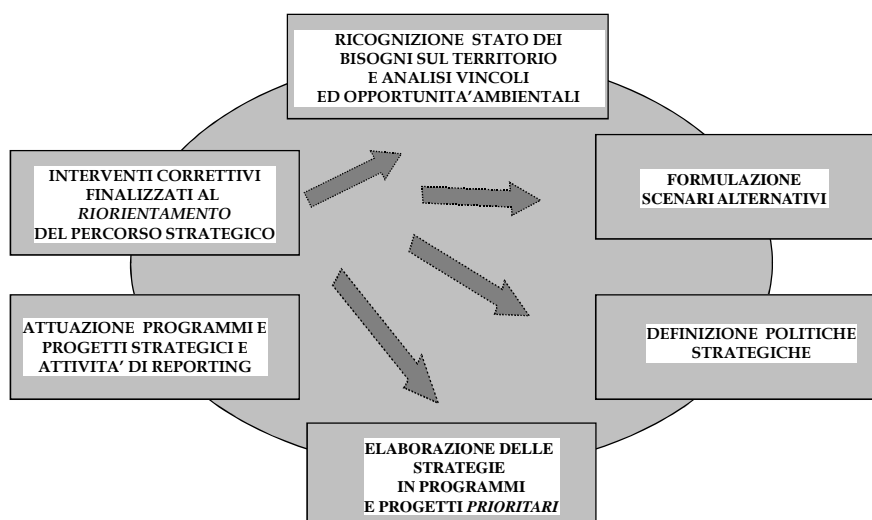 RICOGNIZIONE STATO DEI
BISOGNI SUL TERRITORIO
E ANALISI VINCOLI
ED OPPORTUNITA’AMBIENTALI
INTERVENTI CORRETTIVI
FINALIZZATI AL
RIORIENTAMENTO
DEL PERCORSO STRATEGICO
FORMULAZIONE
SCENARI ALTERNATIVI
ATTUAZIONE PROGRAMMI E
PROGETTI STRATEGICI E
ATTIVITA’ DI REPORTING
DEFINIZIONE POLITICHE
STRATEGICHE
ELABORAZIONE DELLE
STRATEGIE
IN PROGRAMMI
E PROGETTI PRIORITARI